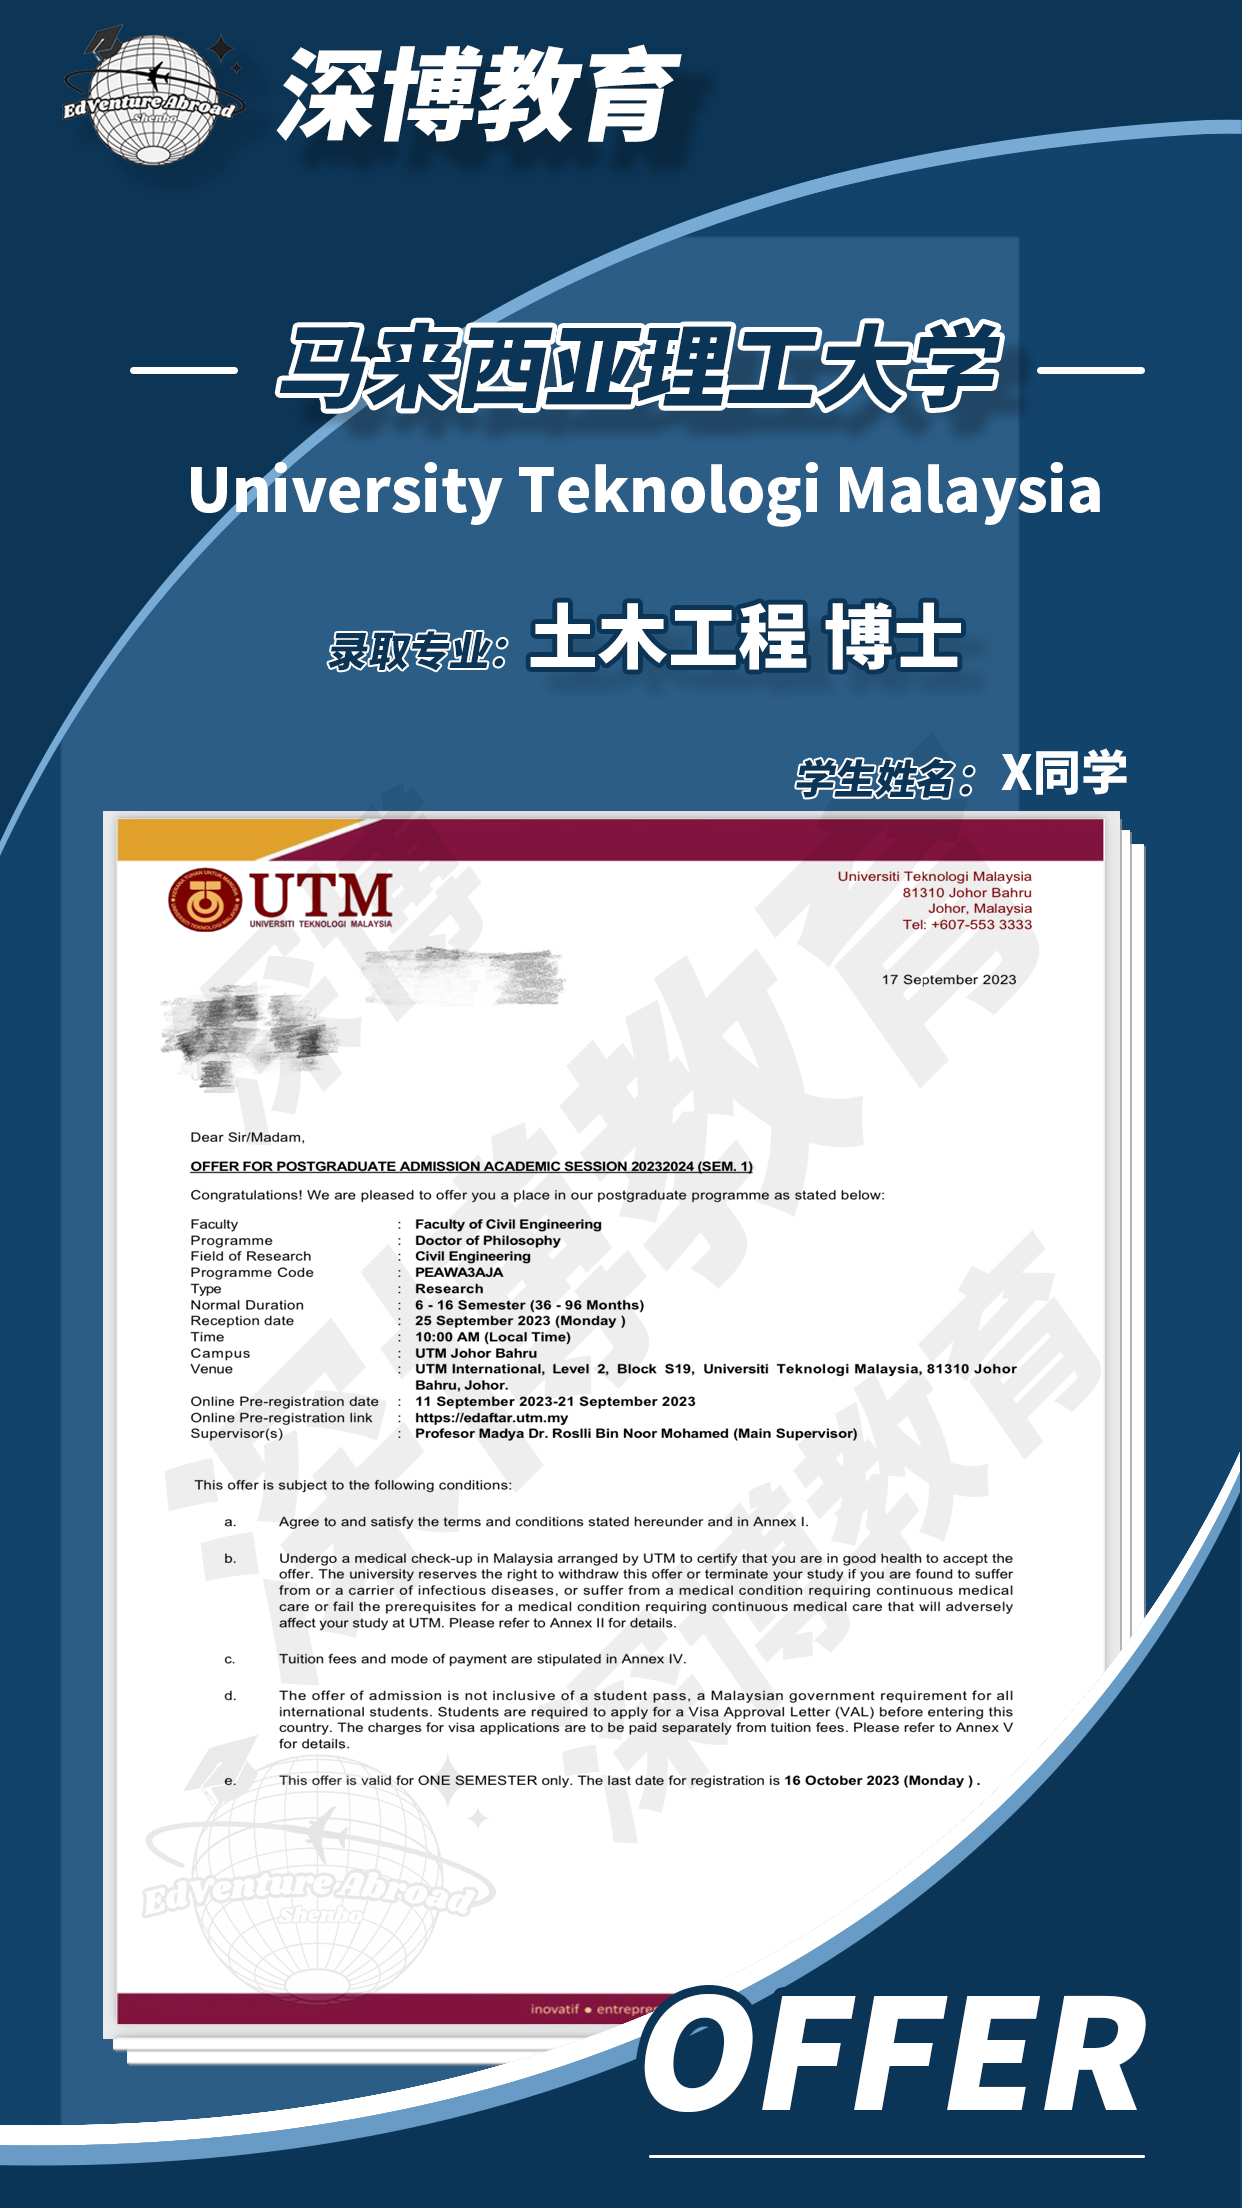 EdVenture Abroad
Shenbo
深博教育
马来西亚理工大学
University Teknologi Malaysia
录取专业：土木工程 博士
学生姓名：X同学
UTM
UNIVERSITI TEKNOLOGI MALAYSIA
Universiti Teknologi Malaysia
81310 Johor Bahru
Johor, Malaysia
Tel: +607-553 3333
17 September 2023
Dear Sir/Madam,
OFFER FOR POSTGRADUATE ADMISSION ACADEMIC SESSION 20232024 (SEM. 1)
Congratulations! We are pleased to offer you a place in our postgraduate programme as stated below:
Faculty : Faculty of Civil Engineering
Programme : Doctor of Philosophy
Field of Research : Civil Engineering
Programme Code : PEAWA3AJA
Type : Research
Normal Duration : 6 - 16 Semester (36 - 96 Months)
Reception date : 25 September 2023 (Monday )
Time : 10:00 AM (Local Time)
Campus : UTM Johor Bahru
Venue : UTM International, Level 2, Block S19, Universiti Teknologi Malaysia, 81310 Johor
Bahru, Johor.
Online Pre-registration date : 11 September 2023-21 September 2023
Online Pre-registration link : https://edaftar.utm.my
Supervisor(s) : Profesor Madya Dr. Roslli Bin Noor Mohamed (Main Supervisor)
This offer is subject to the following conditions:
a. Agree to and satisfy the terms and conditions stated hereunder and in Annex I.
b. Undergo a medical check-up in Malaysia arranged by UTM to certify that you are in good health to accept the
offer. The university reserves the right to withdraw this offer or terminate your study if you are found to suffer
from or a carrier of infectious diseases, or suffer from a medical condition requiring continuous medical
care or fail the prerequisites for a medical condition requiring continuous medical care that will adversely
affect your study at UTM. Please refer to Annex II for details.
c. Tuition fees and mode of payment are stipulated in Annex IV.
d. The offer of admission is not inclusive of a student pass, a Malaysian government requirement for all
international students. Students are required to apply for a Visa Approval Letter (VAL) before entering this
country. The charges for visa applications are to be paid separately from tuition fees. Please refer to Annex V
for details.
e. This offer is valid for ONE SEMESTER only. The last date for registration is 16 October 2023 (Monday ) .
深博
深博教育
深博教育
EdVenture Abroad
Shenbo
inovatif ●
OFFER